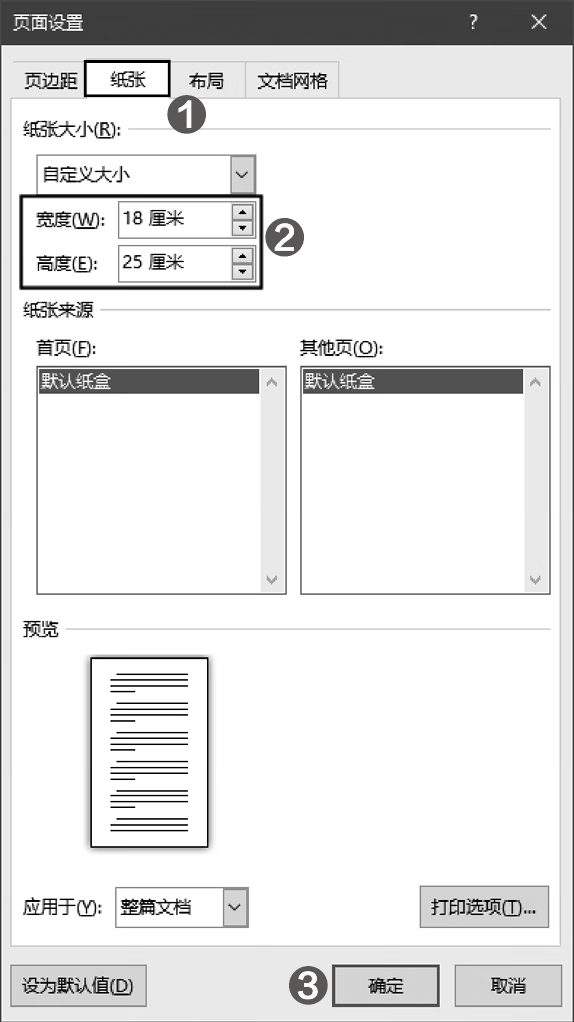 页面设置 ?
页边距 纸张 布局 文档网格
1
纸张大小(R):
自定义大小
宽度(W): 18 厘米
2
高度(E): 25 厘米
纸张来源
首页(F): 其他页(O):
默认纸盒 默认纸盒
预览
应用于(Y): 整篇文档 打印选项(T)...
设为默认值(D) 3 确定 取消